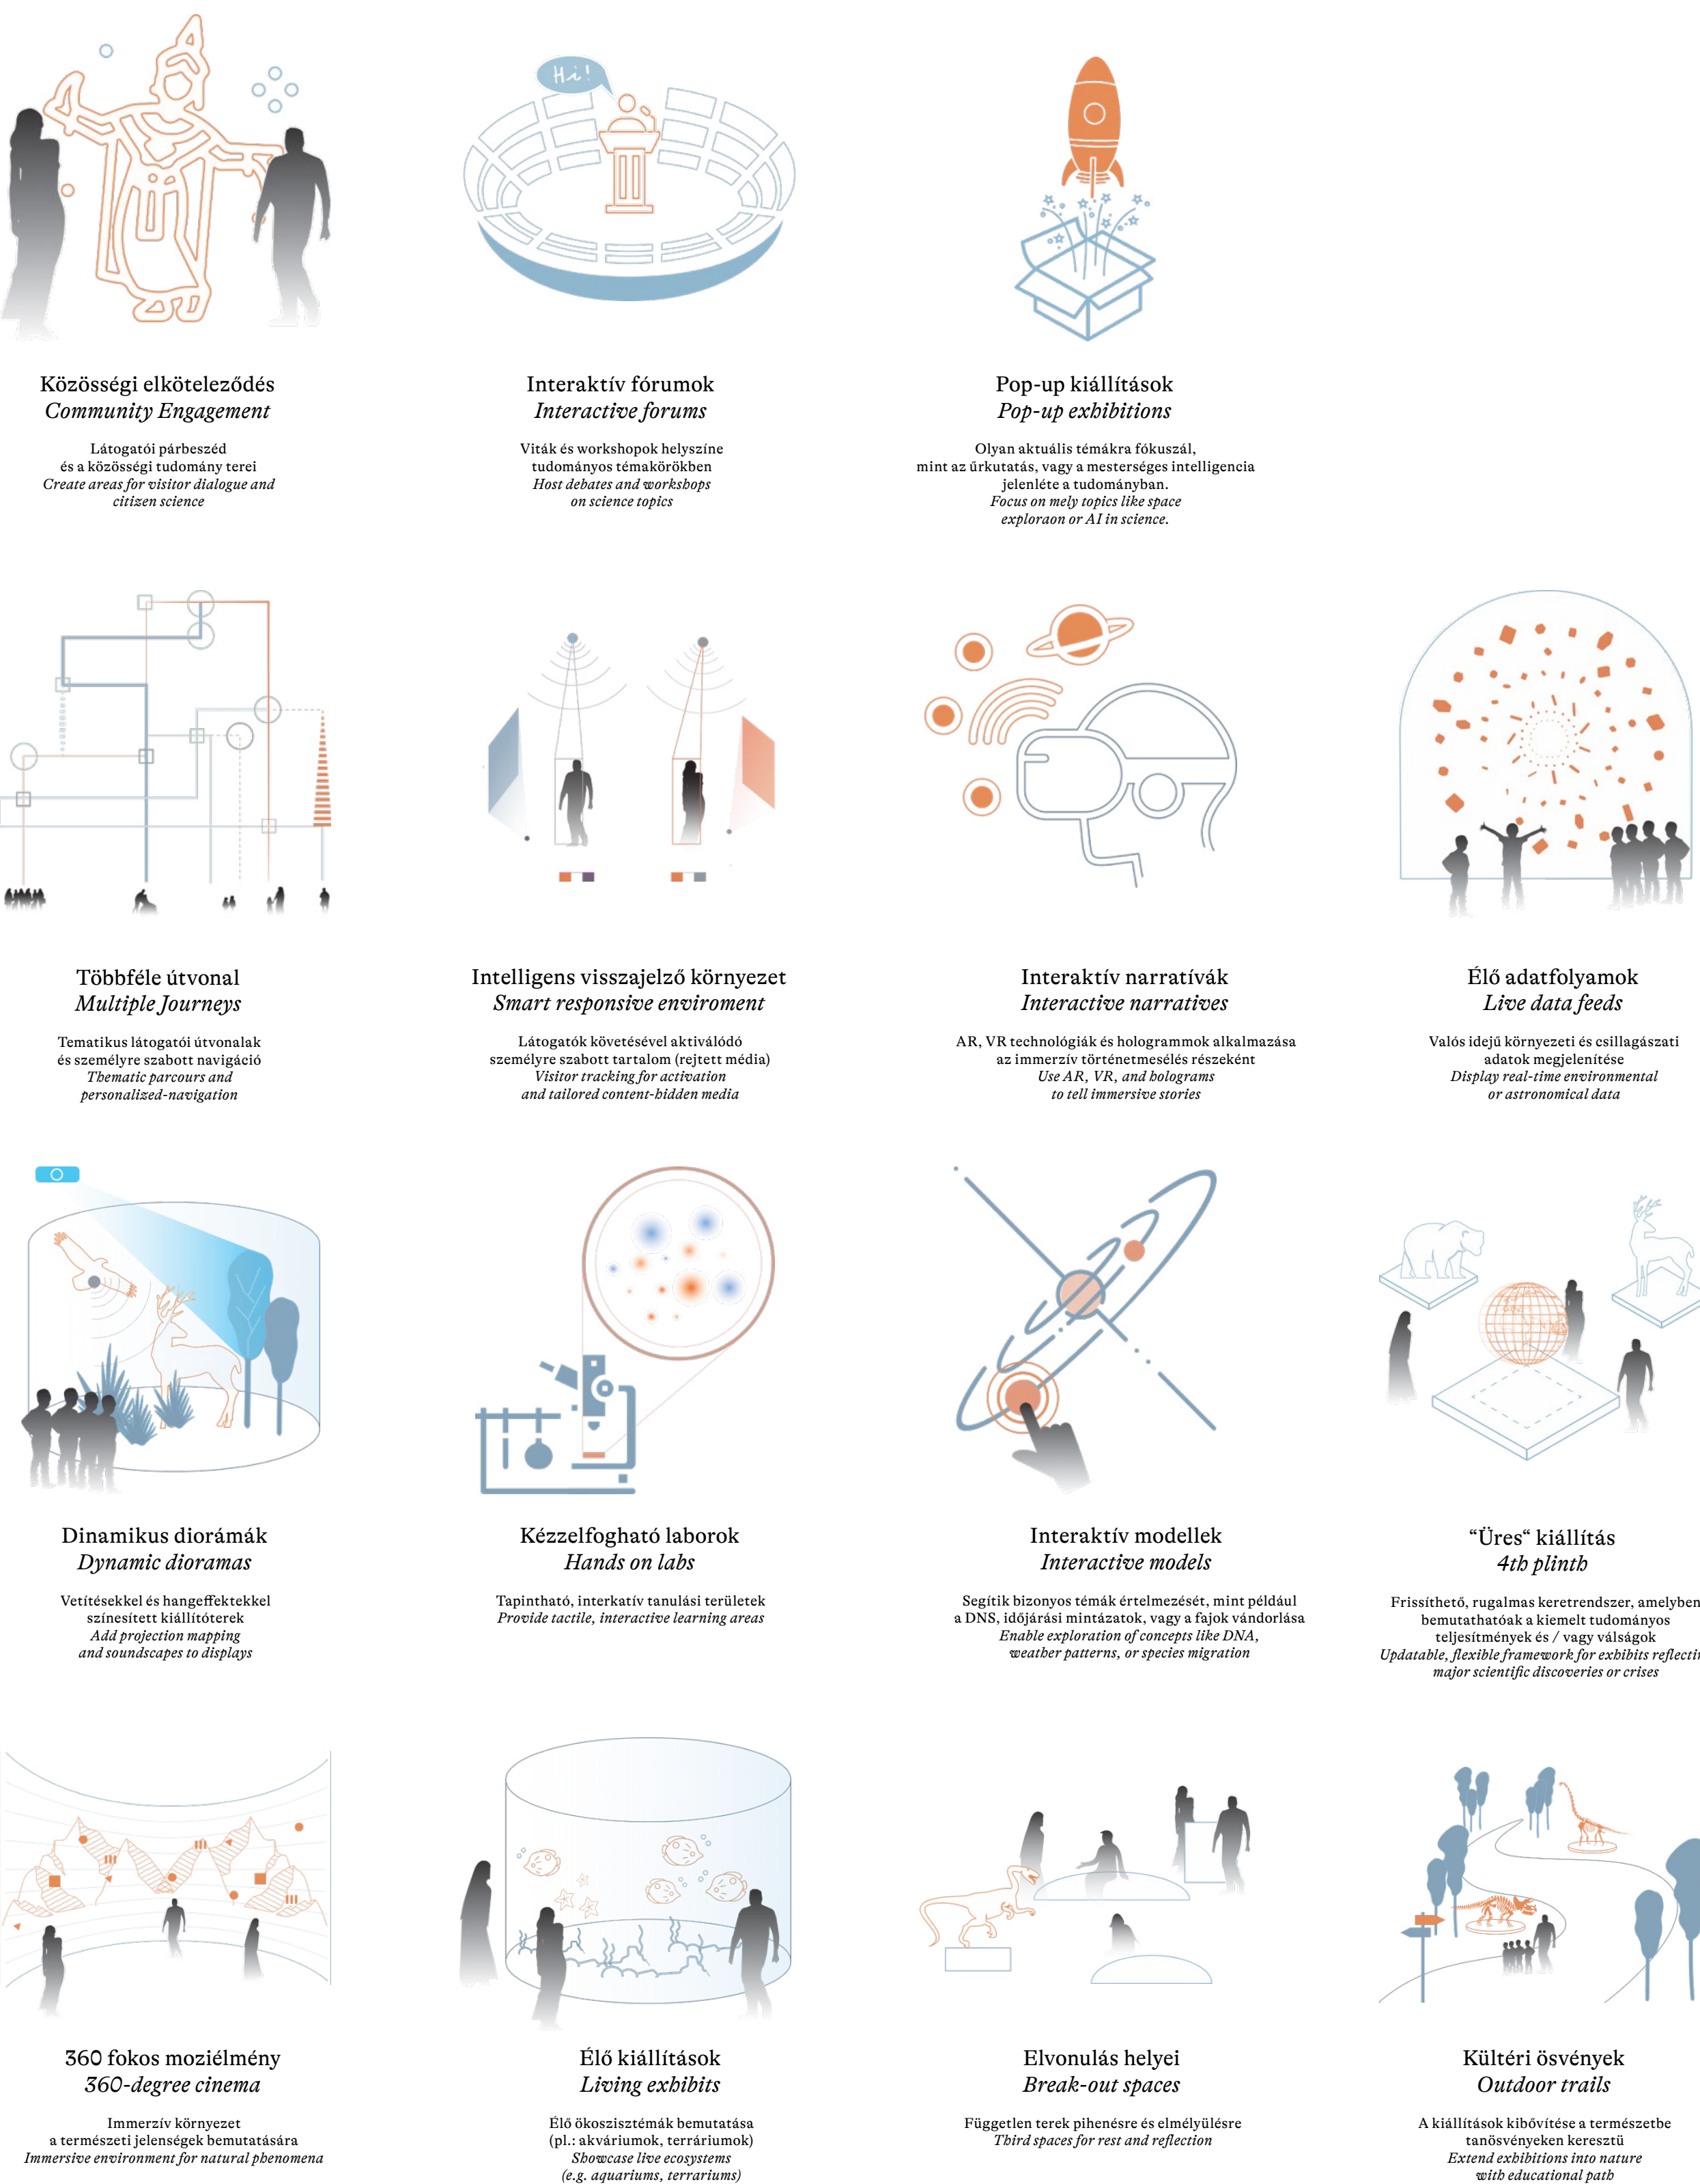 Hi!
Közösségi elköteleződés
Community Engagement
Látogatói párbeszéd
és a közösségi tudomány terei
Create areas for visitor dialogue and
citizen science
Interaktív fórumok
Interactive forums
Viták és workshopok helyszíne
tudományos témakörökben
Host debates and workshops
on science topics
Pop-up kiállítások
Pop-up exhibitions
Olyan aktuális témákra fókuszál,
mint az űrkutatás, vagy a mesterséges intelligencia
jelenléte a tudományban.
Focus on mely topics like space
exploraon or AI in science.
Többféle útvonal
Multiple Journeys
Tematikus látogatói útvonalak
és személyre szabott navigáció
Thematic parcours and
personalized-navigation
Intelligens visszajelző környezet
Smart responsive enviroment
Látogatók követésével aktiválódó
személyre szabott tartalom (rejtett média)
Visitor tracking for activation
and tailored content-hidden media
Interaktív narratívák
Interactive narratives
AR, VR technológiák és hologrammok alkalmazása
az immerzív történetmesélés részeként
Use AR, VR, and holograms
to tell immersive stories
Élő adatfolyamok
Live data feeds
Valós idejű környezeti és csillagászati
adatok megjelenítése
Display real-time environmental
or astronomical data
Dinamikus diorámák
Dynamic dioramas
Vetítésekkel és hangeffektekkel
színesített kiállítóterek
Add projection mapping
and soundscapes to displays
Kézzelfogható laborok
Hands on labs
Tapintható, interkatív tanulási területek
Provide tactile, interactive learning areas
Interaktív modellek
Interactive models
Segítik bizonyos témák értelmezését, mint például
a DNS, időjárási mintázatok, vagy a fajok vándorlása
Enable exploration of concepts like DNA,
weather patterns, or species migration
“Üres“ kiállítás
4th plinth
Frissíthető, rugalmas keretrendszer, amelyben
bemutathatóak a kiemelt tudományos
teljesítmények és / vagy válságok
Updatable, flexible framework for exhibits reflectin
major scientific discoveries or crises
360 fokos moziélmény
360-degree cinema
Immerzív környezet
a természeti jelenségek bemutatására
Immersive environment for natural phenomena
Élő kiállítások
Living exhibits
Élő ökoszisztémák bemutatása
(pl.: akváriumok, terráriumok)
Showcase live ecosystems
(e.g. aquariums, terrariums)
Elvonulás helyei
Break-out spaces
Független terek pihenésre és elmélyülésre
Third spaces for rest and reflection
Kültéri ösvények
Outdoor trails
A kiállítások kibővítése a természetbe
tanösvényeken keresztü
Extend exhibitions into nature
with educational path